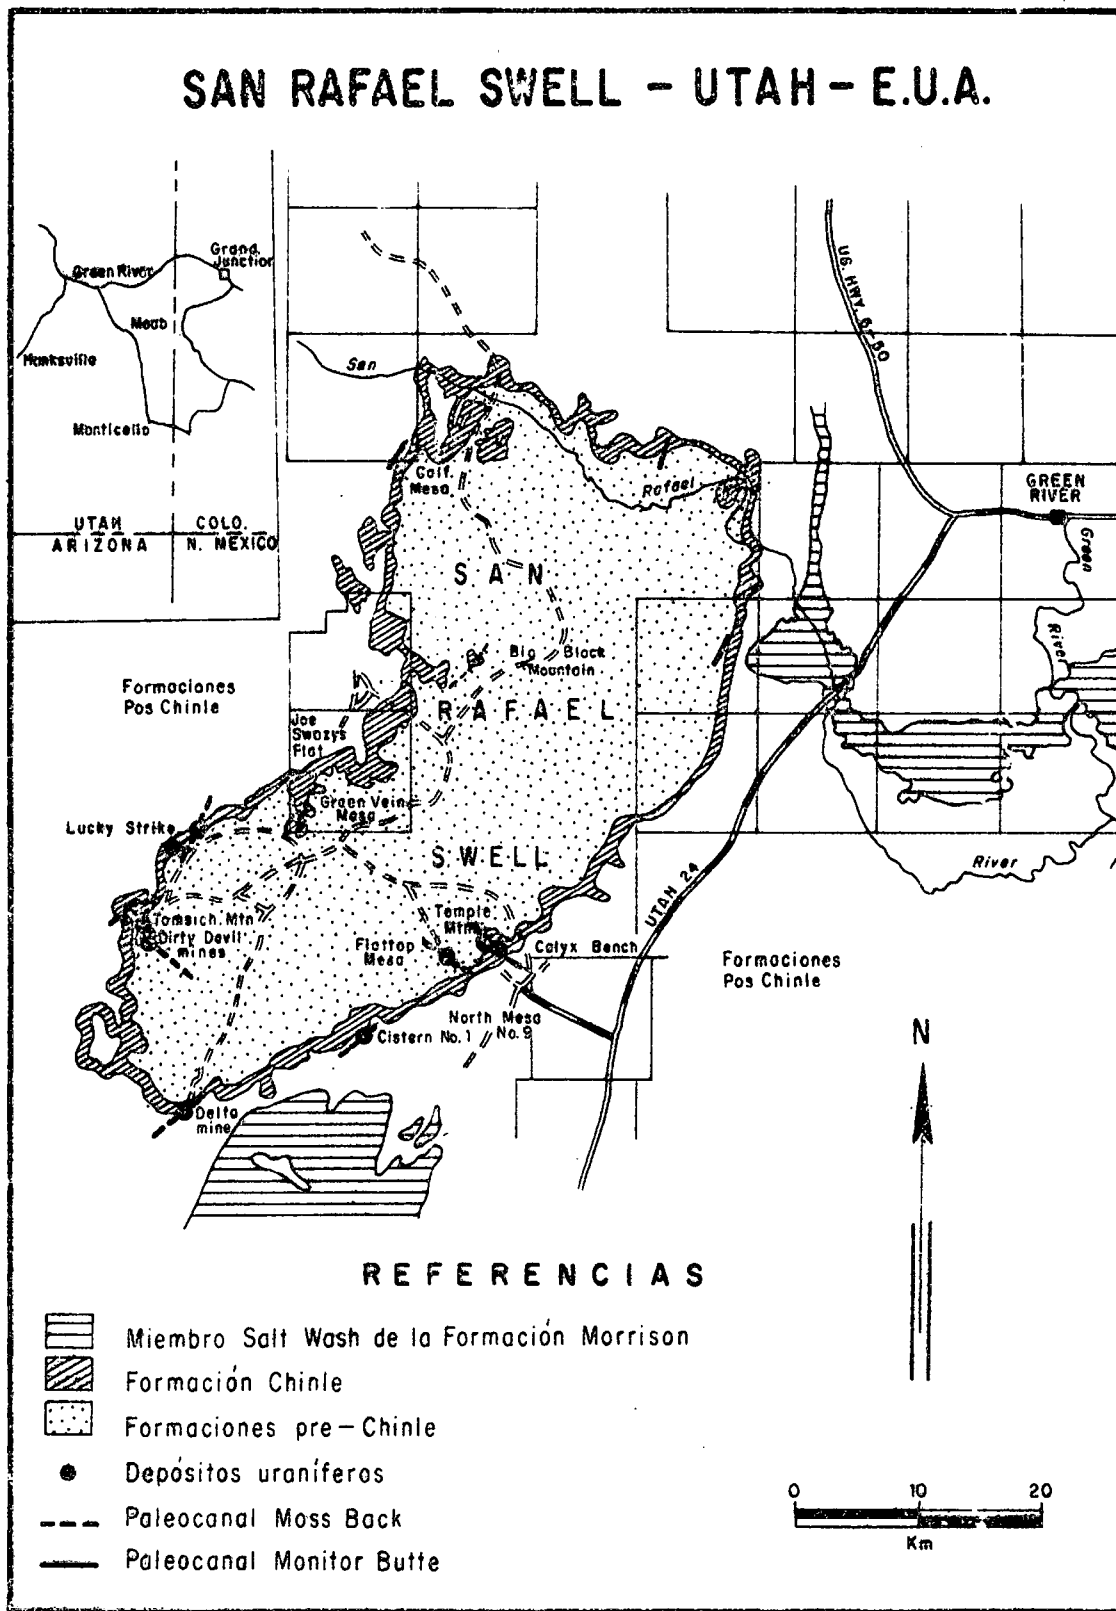 SAN RAFAEL SWELL - UTAH - E.U.A.
Grand
Junction
Green River
Moab
Hanksville
Monticello
UTAH
COLO.
ARIZONA
N. MEXICO
US. HWY. 6-50
San
Calf
Mesa
Rafael
GREEN
RIVER
Green
River
SAN
Big Block
Mountain
Formaciones
Pos Chinle
RAFAEL
Joe
Swazys
Flat
Green Vein
Mesa
Lucky Strike
SWELL
River
UTAH 24
Temple
Mtn
Tomsich Mtn
Dirty Devil
mines
Flattop
Mesa
Calyx Bench
Formaciones
Pos Chinle
North Mesa
No. 9
Cistern No. 1
N
Delta
mine
REFERENCIAS
Miembro Salt Wash de la Formación Morrison
Formación Chinle
Formaciones pre-Chinle
Depósitos uraníferos
Paleocanal Moss Back
Paleocanal Monitor Butte
0 10 20
Km